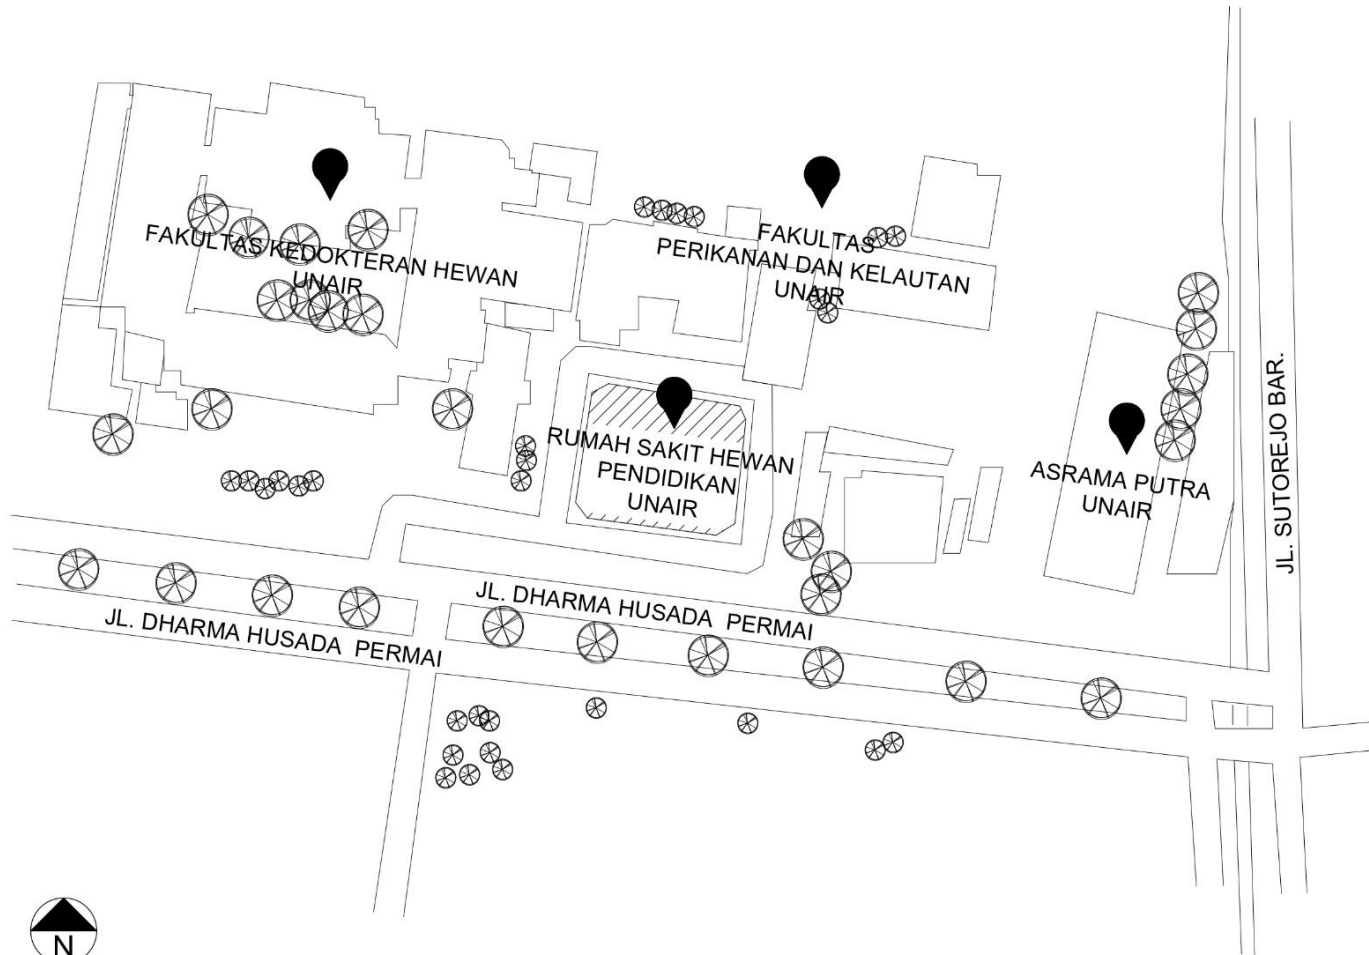 FAKULTAS KEDOKTERAN HEWAN
UNAIR
FAKULTAS
PERIKANAN DAN KELAUTAN
UNAIR
RUMAH SAKIT HEWAN
PENDIDIKAN
UNAIR
ASRAMA PUTRA
UNAIR
JL. SUTOREJO BAR.
JL. DHARMA HUSADA PERMAI
JL. DHARMA HUSADA PERMAI
N